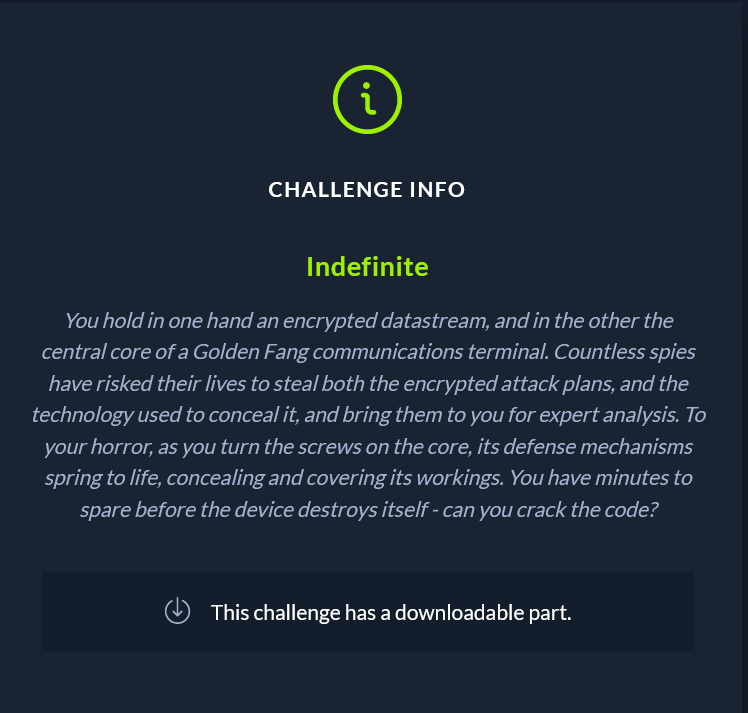 CHALLENGE INFO
Indefinite
You hold in one hand an encrypted datastream, and in the other the
central core of a Golden Fang communications terminal. Countless spies
have risked their lives to steal both the encrypted attack plans, and the
technology used to conceal it, and bring them to you for expert analysis. To
your horror, as you turn the screws on the core, its defense mechanisms
spring to life, concealing and covering its workings. You have minutes to
spare before the device destroys itself - can you crack the code?
This challenge has a downloadable part.